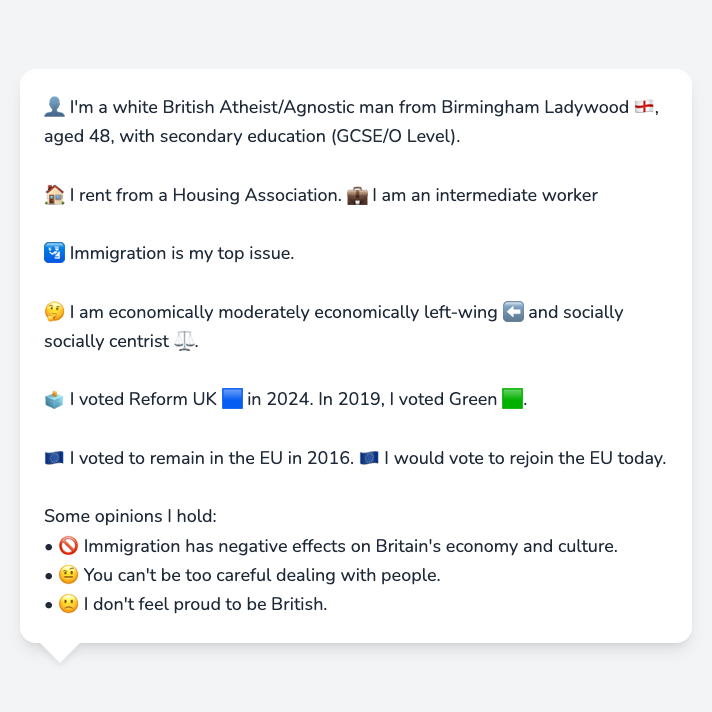 👤 I'm a white British Atheist/Agnostic man from Birmingham Ladywood 🏴󠁧󠁢󠁥󠁮󠁧󠁿,
aged 48, with secondary education (GCSE/O Level).
🏠 I rent from a Housing Association. 💼 I am an intermediate worker
🛂 Immigration is my top issue.
🤔 I am economically moderately economically left-wing ⬅️ and socially
socially centrist ⚖️.
🗳️ I voted Reform UK 🟦 in 2024. In 2019, I voted Green 🟩.
🇪🇺 I voted to remain in the EU in 2016. 🇪🇺 I would vote to rejoin the EU today.
Some opinions I hold:
• 🚫 Immigration has negative effects on Britain's economy and culture.
• 🤨 You can't be too careful dealing with people.
• 🙁 I don't feel proud to be British.